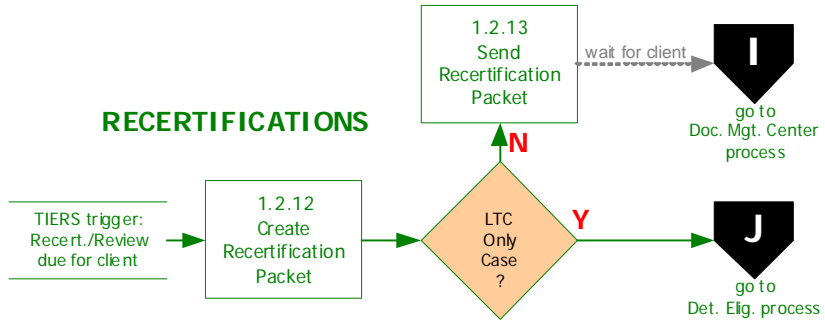 1.2.13
Send
Recertification
Packet
wait for client
I
go to
Doc. Mgt. Center
process
RECERTIFICATIONS
N
TIERS trigger:
Recert./Review
due for client
1.2.12
Create
Recertification
Packet
LTC
Only
Case
?
Y
J
go to
Det. Elig. process